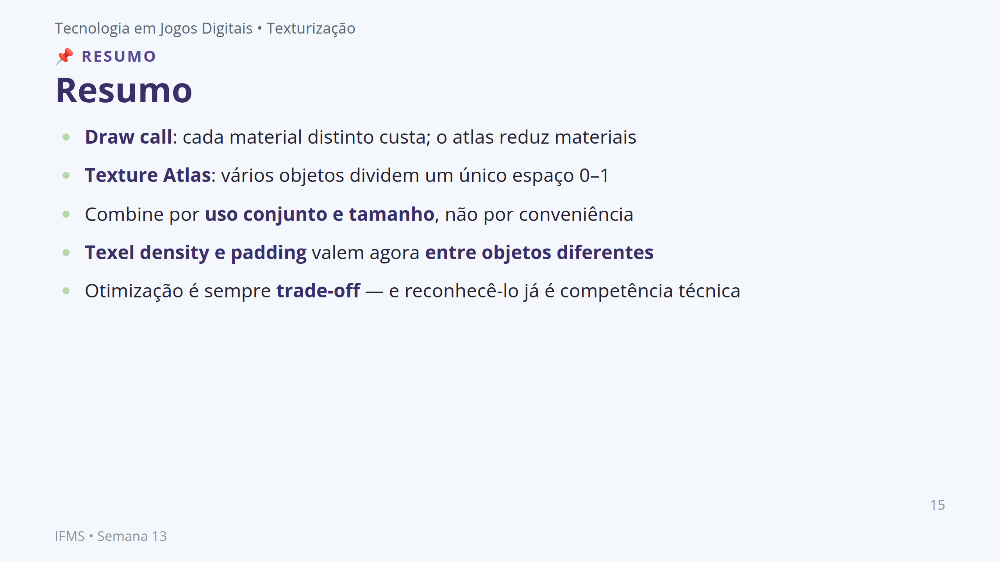 Tecnologia em Jogos Digitais • Texturização
📌 RESUMO
Resumo
• Draw call: cada material distinto custa; o atlas reduz materiais
• Texture Atlas: vários objetos dividem um único espaço 0–1
• Combine por uso conjunto e tamanho, não por conveniência
• Texel density e padding valem agora entre objetos diferentes
• Otimização é sempre trade-off — e reconhecê-lo já é competência técnica
15
IFMS • Semana 13